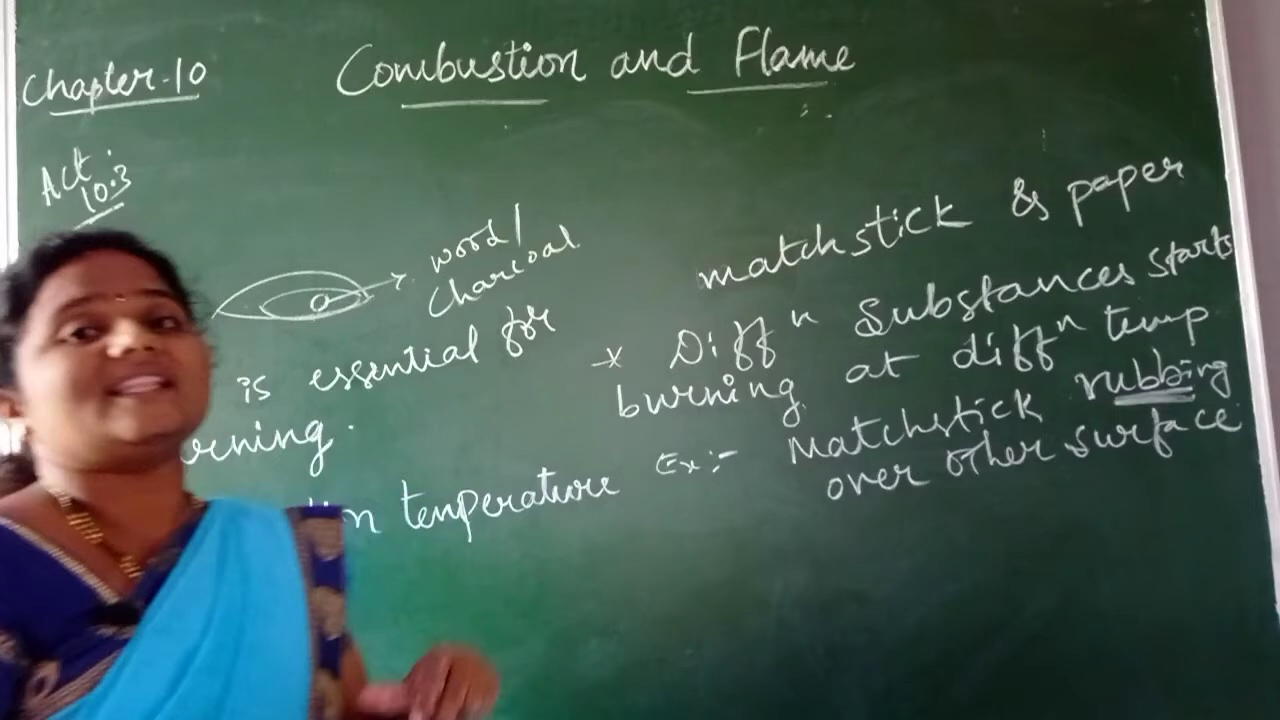 Chapter-10
Combustion and Flame
Act:
10.3
wood/
charcoal
is essential for
rning.
temperature
matchstick & paper
* Diffn Substances starts
burning at diffn temp
Ex:- Matchstick rubbing
over other surface